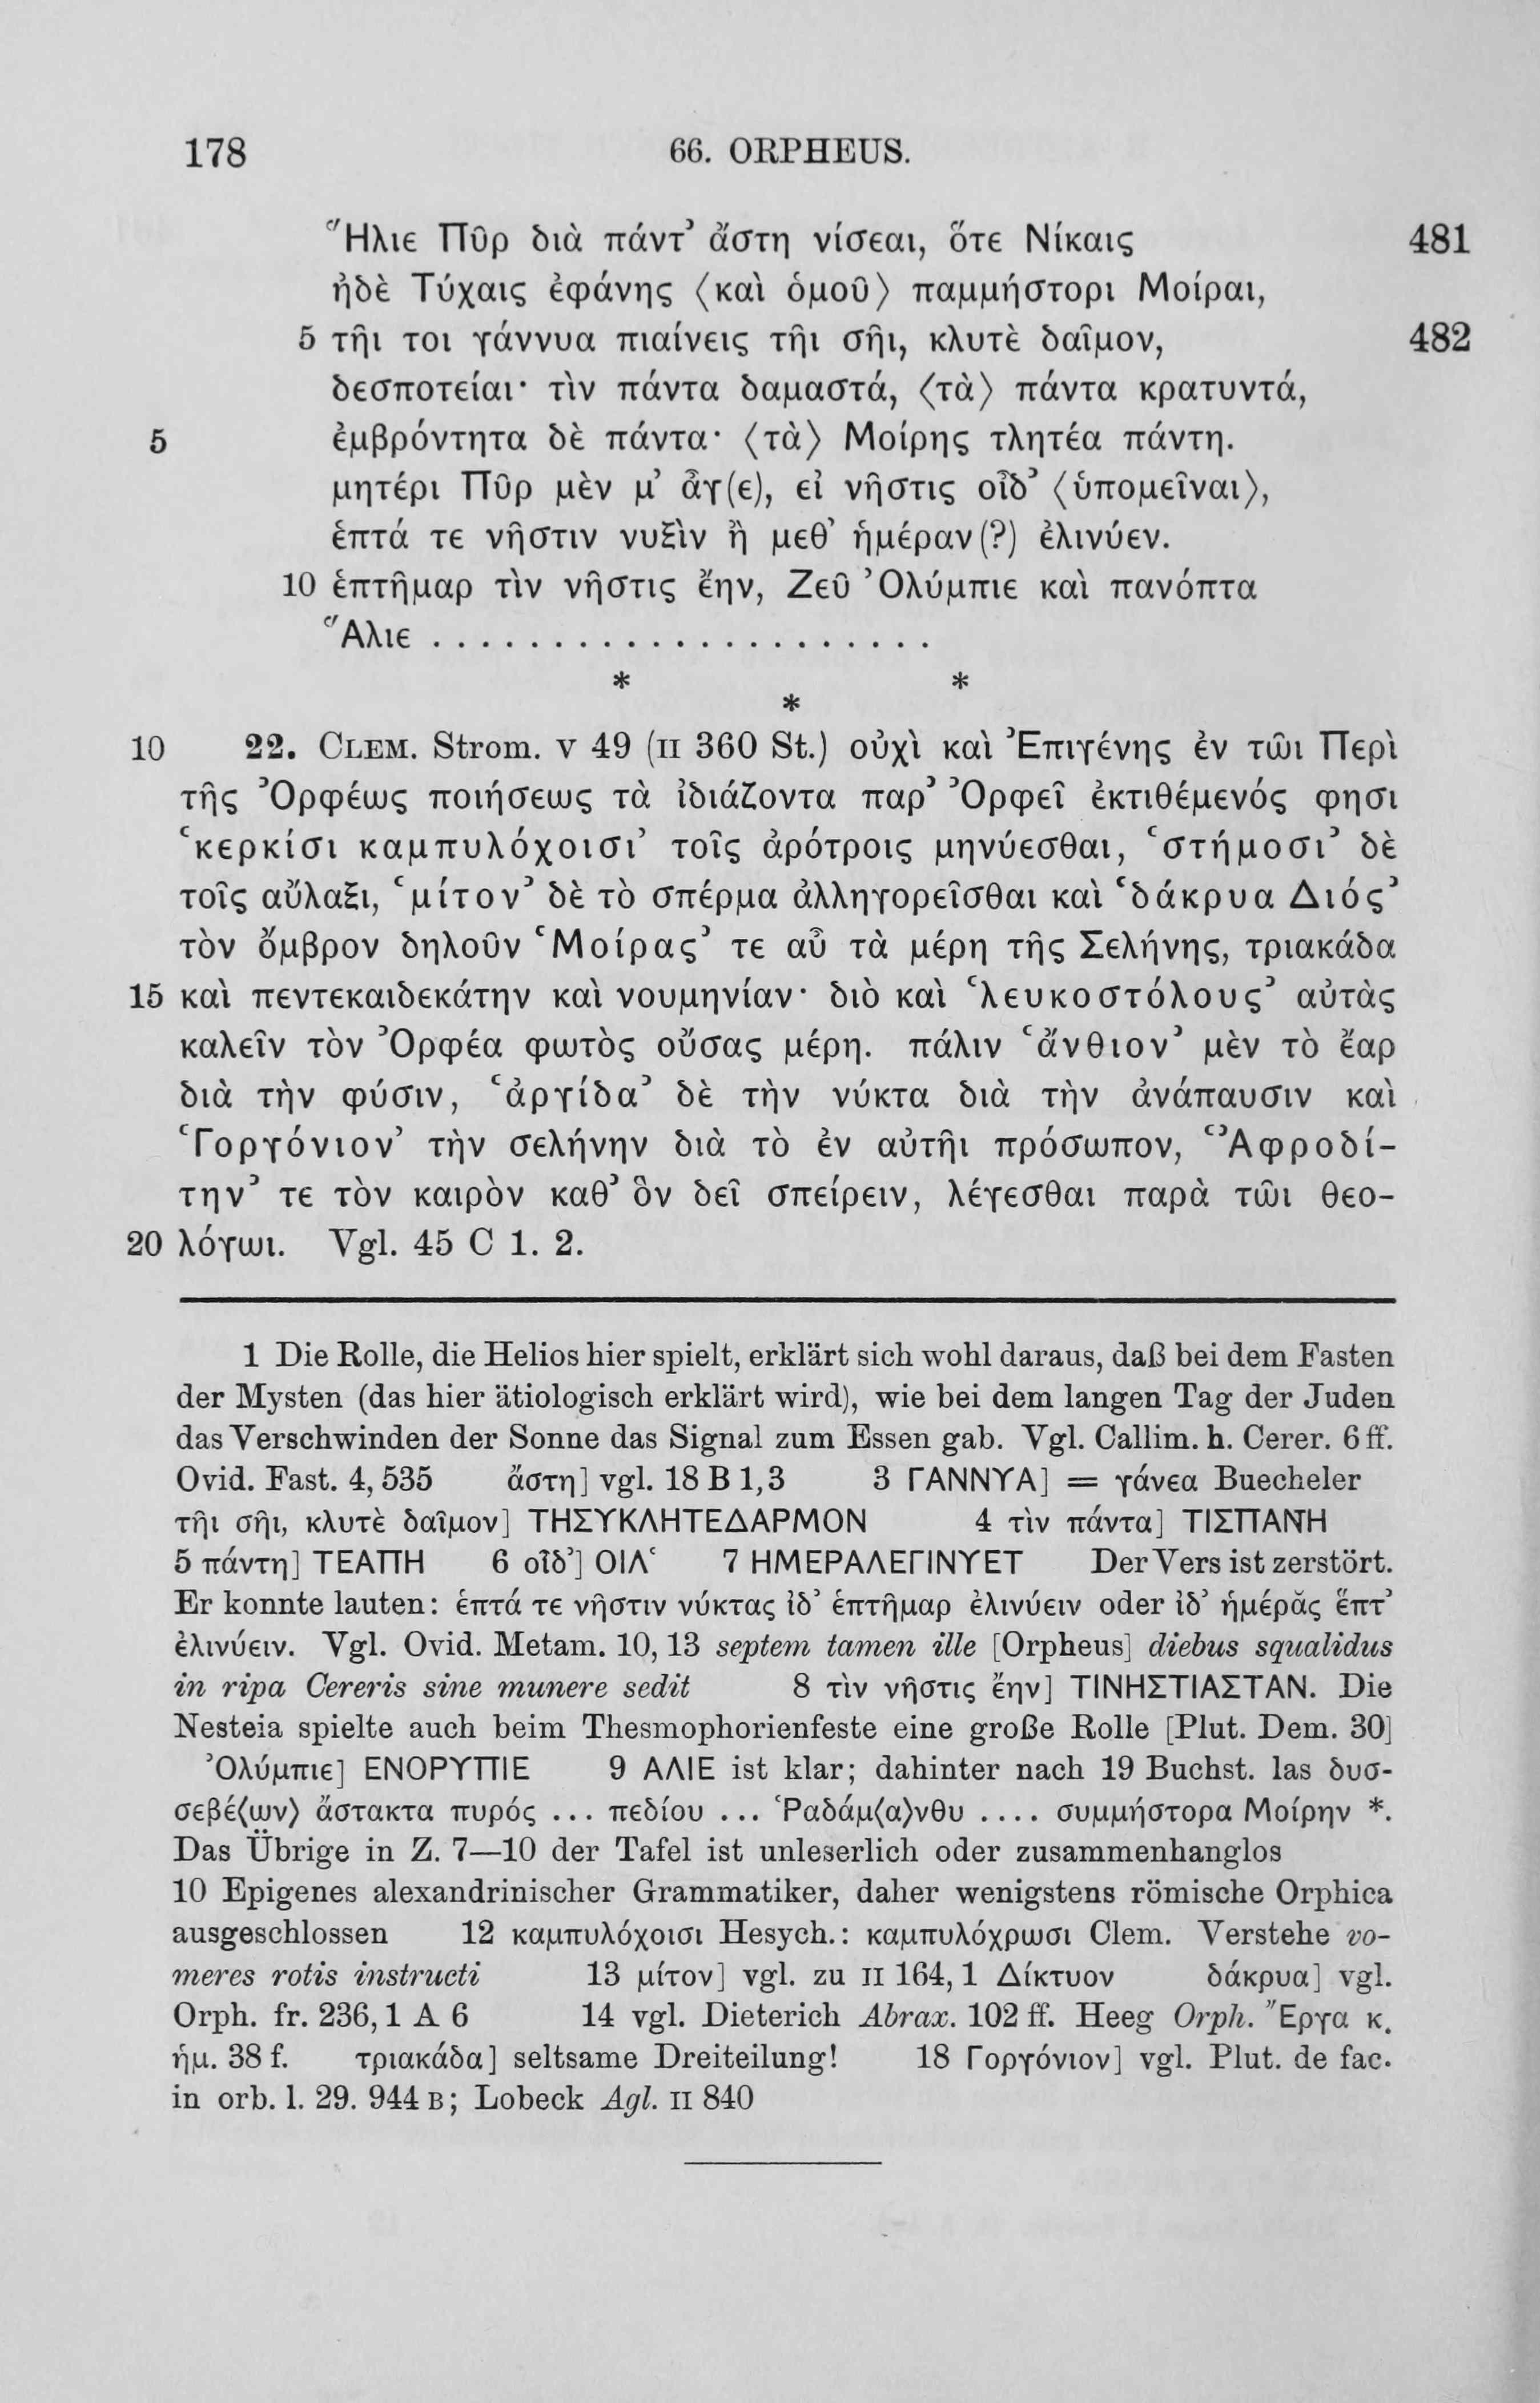 178 66. ORPHEUS.
Ἥλιε Πῦρ διὰ πάντ’ ἄστη νίσεαι, ὅτε Νίκαις 481
ἠδὲ Τύχαις ἐφάνης ⟨καὶ ὁμοῦ⟩ παμμήστορι Μοίραι,
5 τῆι τοι γάννυα πιαίνεις τῆι σῆι, κλυτὲ δαῖμον, 482
δεσποτείαι· τὶν πάντα δαμαστά, ⟨τὰ⟩ πάντα κρατυντά,
5 ἐμβρόντητα δὲ πάντα· ⟨τὰ⟩ Μοίρης τλητέα πάντη.
μητέρι Πῦρ μὲν μ’ ἆγ(ε), εἰ νῆστις οἶδ’ ⟨ὑπομεῖναι⟩,
ἑπτά τε νῆστιν νυξὶν ἢ μεθ’ ἡμέραν(?) ἐλινύεν.
10 ἑπτῆμαρ τὶν νῆστις ἔην, Ζεῦ Ὀλύμπιε καὶ πανόπτα
Ἅλιε . . . . . . . . . . . . . . . . . . . . .
* * *
10 22. CLEM. Strom. V 49 (II 360 St.) οὐχὶ καὶ Ἐπιγένης ἐν τῶι Περὶ
τῆς Ὀρφέως ποιήσεως τὰ ἰδιάζοντα παρ’ Ὀρφεῖ ἐκτιθέμενός φησι
‘κερκίσι καμπυλόχοισι’ τοῖς ἀρότροις μηνύεσθαι, ‘στήμοσι’ δὲ
τοῖς αὔλαξι, ‘μίτον’ δὲ τὸ σπέρμα ἀλληγορεῖσθαι καὶ ‘δάκρυα Διός’
τὸν ὄμβρον δηλοῦν ‘Μοίρας’ τε αὖ τὰ μέρη τῆς Σελήνης, τριακάδα
15 καὶ πεντεκαιδεκάτην καὶ νουμηνίαν· διὸ καὶ ‘λευκοστόλους’ αὐτὰς
καλεῖν τὸν Ὀρφέα φωτὸς οὔσας μέρη. πάλιν ‘ἄνθιον’ μὲν τὸ ἔαρ
διὰ τὴν φύσιν, ‘ἀργίδα’ δὲ τὴν νύκτα διὰ τὴν ἀνάπαυσιν καὶ
‘Γοργόνιον’ τὴν σελήνην διὰ τὸ ἐν αὐτῆι πρόσωπον, ‘Ἀφροδί-
την’ τε τὸν καιρὸν καθ’ ὃν δεῖ σπείρειν, λέγεσθαι παρὰ τῶι θεο-
20 λόγωι. Vgl. 45 C 1. 2.
1 Die Rolle, die Helios hier spielt, erklärt sich wohl daraus, daß bei dem Fasten
der Mysten (das hier ätiologisch erklärt wird), wie bei dem langen Tag der Juden
das Verschwinden der Sonne das Signal zum Essen gab. Vgl. Callim. h. Cerer. 6 ff.
Ovid. Fast. 4, 535 ἄστη] vgl. 18 B 1,3 3 ΓΑΝΝΥΑ] = γάνεα Buecheler
τῆι σῆι, κλυτὲ δαῖμον] ΤΗΣΥΚΛΗΤΕΔΑΡΜΟΝ 4 τὶν πάντα] ΤΙΣΠΑΝΗ
5 πάντη] ΤΕΑΠΗ 6 οἶδ’] ΟΙΛ‘ 7 ΗΜΕΡΑΛΕΓΙΝΥΕΤ Der Vers ist zerstört.
Er konnte lauten: ἑπτά τε νῆστιν νύκτας ἰδ’ ἑπτῆμαρ ἐλινύειν oder ἰδ’ ἡμέρᾰς ἕπτ’
ἐλινύειν. Vgl. Ovid. Metam. 10, 13 septem tamen ille [Orpheus] diebus squalidus
in ripa Cereris sine munere sedit 8 τὶν νῆστις ἔην] ΤΙΝΗΣΤΙΑΣΤΑΝ. Die
Nesteia spielte auch beim Thesmophorienfeste eine große Rolle [Plut. Dem. 30]
Ὀλύμπιε] ΕΝΟΡΥΠΙΕ 9 ΑΛΙΕ ist klar; dahinter nach 19 Buchst. las δυσ-
σεβέ⟨ων⟩ ἄστακτα πυρός ... πεδίου ... Ῥαδάμ⟨α⟩νθυ .... συμμήστορα Μοίρην *.
Das Übrige in Z. 7—10 der Tafel ist unleserlich oder zusammenhanglos
10 Epigenes alexandrinischer Grammatiker, daher wenigstens römische Orphica
ausgeschlossen 12 καμπυλόχοισι Hesych.: καμπυλόχρωσι Clem. Verstehe vo-
meres rotis instructi 13 μίτον] vgl. zu II 164, 1 Δίκτυον δάκρυα] vgl.
Orph. fr. 236, 1 A 6 14 vgl. Dieterich Abrax. 102 ff. Heeg Orph. Ἔργα κ.
ἡμ. 38 f. τριακάδα] seltsame Dreiteilung! 18 Γοργόνιον] vgl. Plut. de fac.
in orb. l. 29. 944 B; Lobeck Agl. II 840